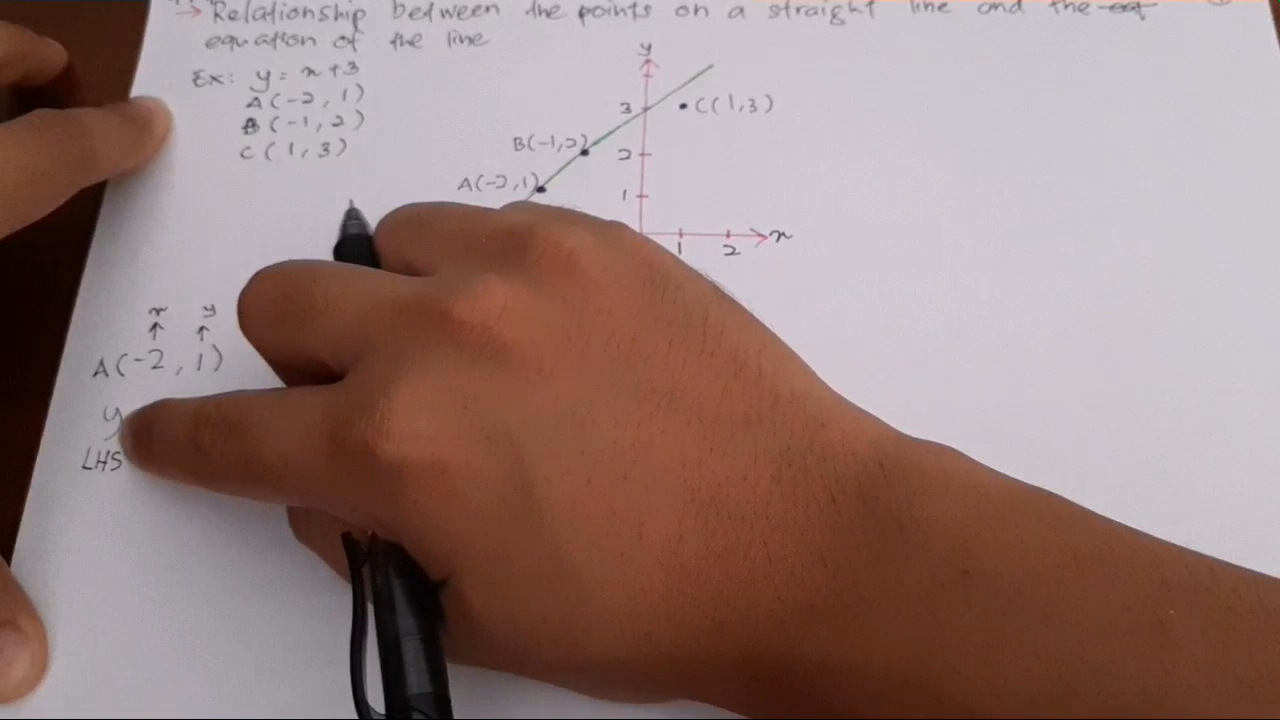 → Relationship between the points on a straight line and the eqt
equation of the line
Ex: y = x + 3
A(-2, 1)
B(-1, 2)
C(1, 3)
y
3
2
1
1 2
x
C(1,3)
B(-1,2)
A(-2,1)
x y
↑ ↑
A(-2, 1)
y
LHS